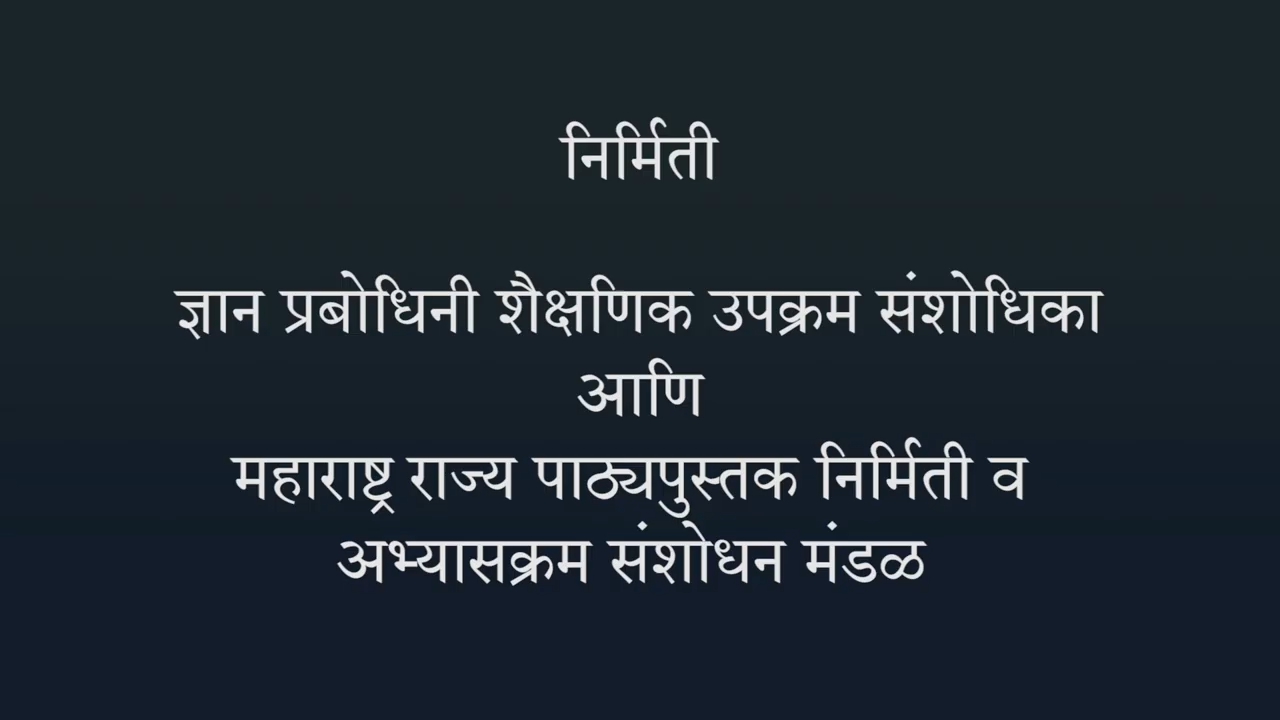 निर्मिती
ज्ञान प्रबोधिनी शैक्षणिक उपक्रम संशोधिका
आणि
महाराष्ट्र राज्य पाठ्यपुस्तक निर्मिती व
अभ्यासक्रम संशोधन मंडळ